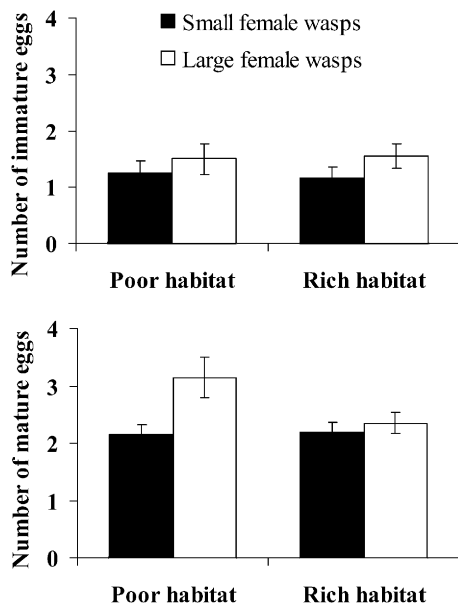 Small female wasps
Large female wasps
Number of immature eggs
4
3
2
1
0
Poor habitat Rich habitat
Number of mature eggs
4
3
2
1
0
Poor habitat Rich habitat